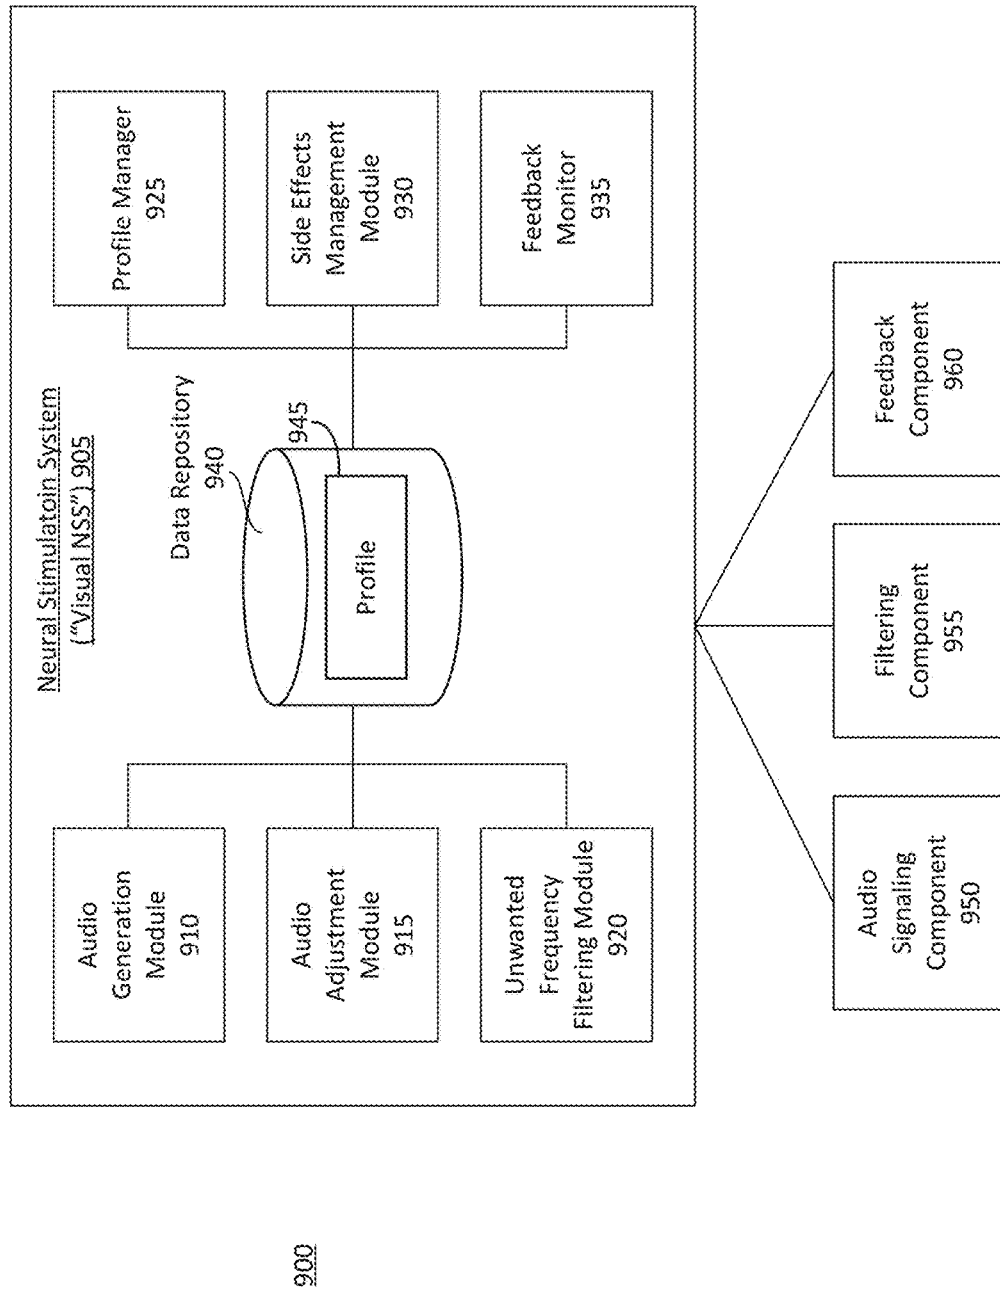 900
Neural Stimulatoin System
("Visual NSS") 905
Audio
Generation
Module
910
Audio
Adjustment
Module
915
Unwanted
Frequency
Filtering Module
920
Data Repository
940
945
Profile
Profile Manager
925
Side Effects
Management
Module
930
Feedback
Monitor
935
Audio
Signaling
Component
950
Filtering
Component
955
Feedback
Component
960